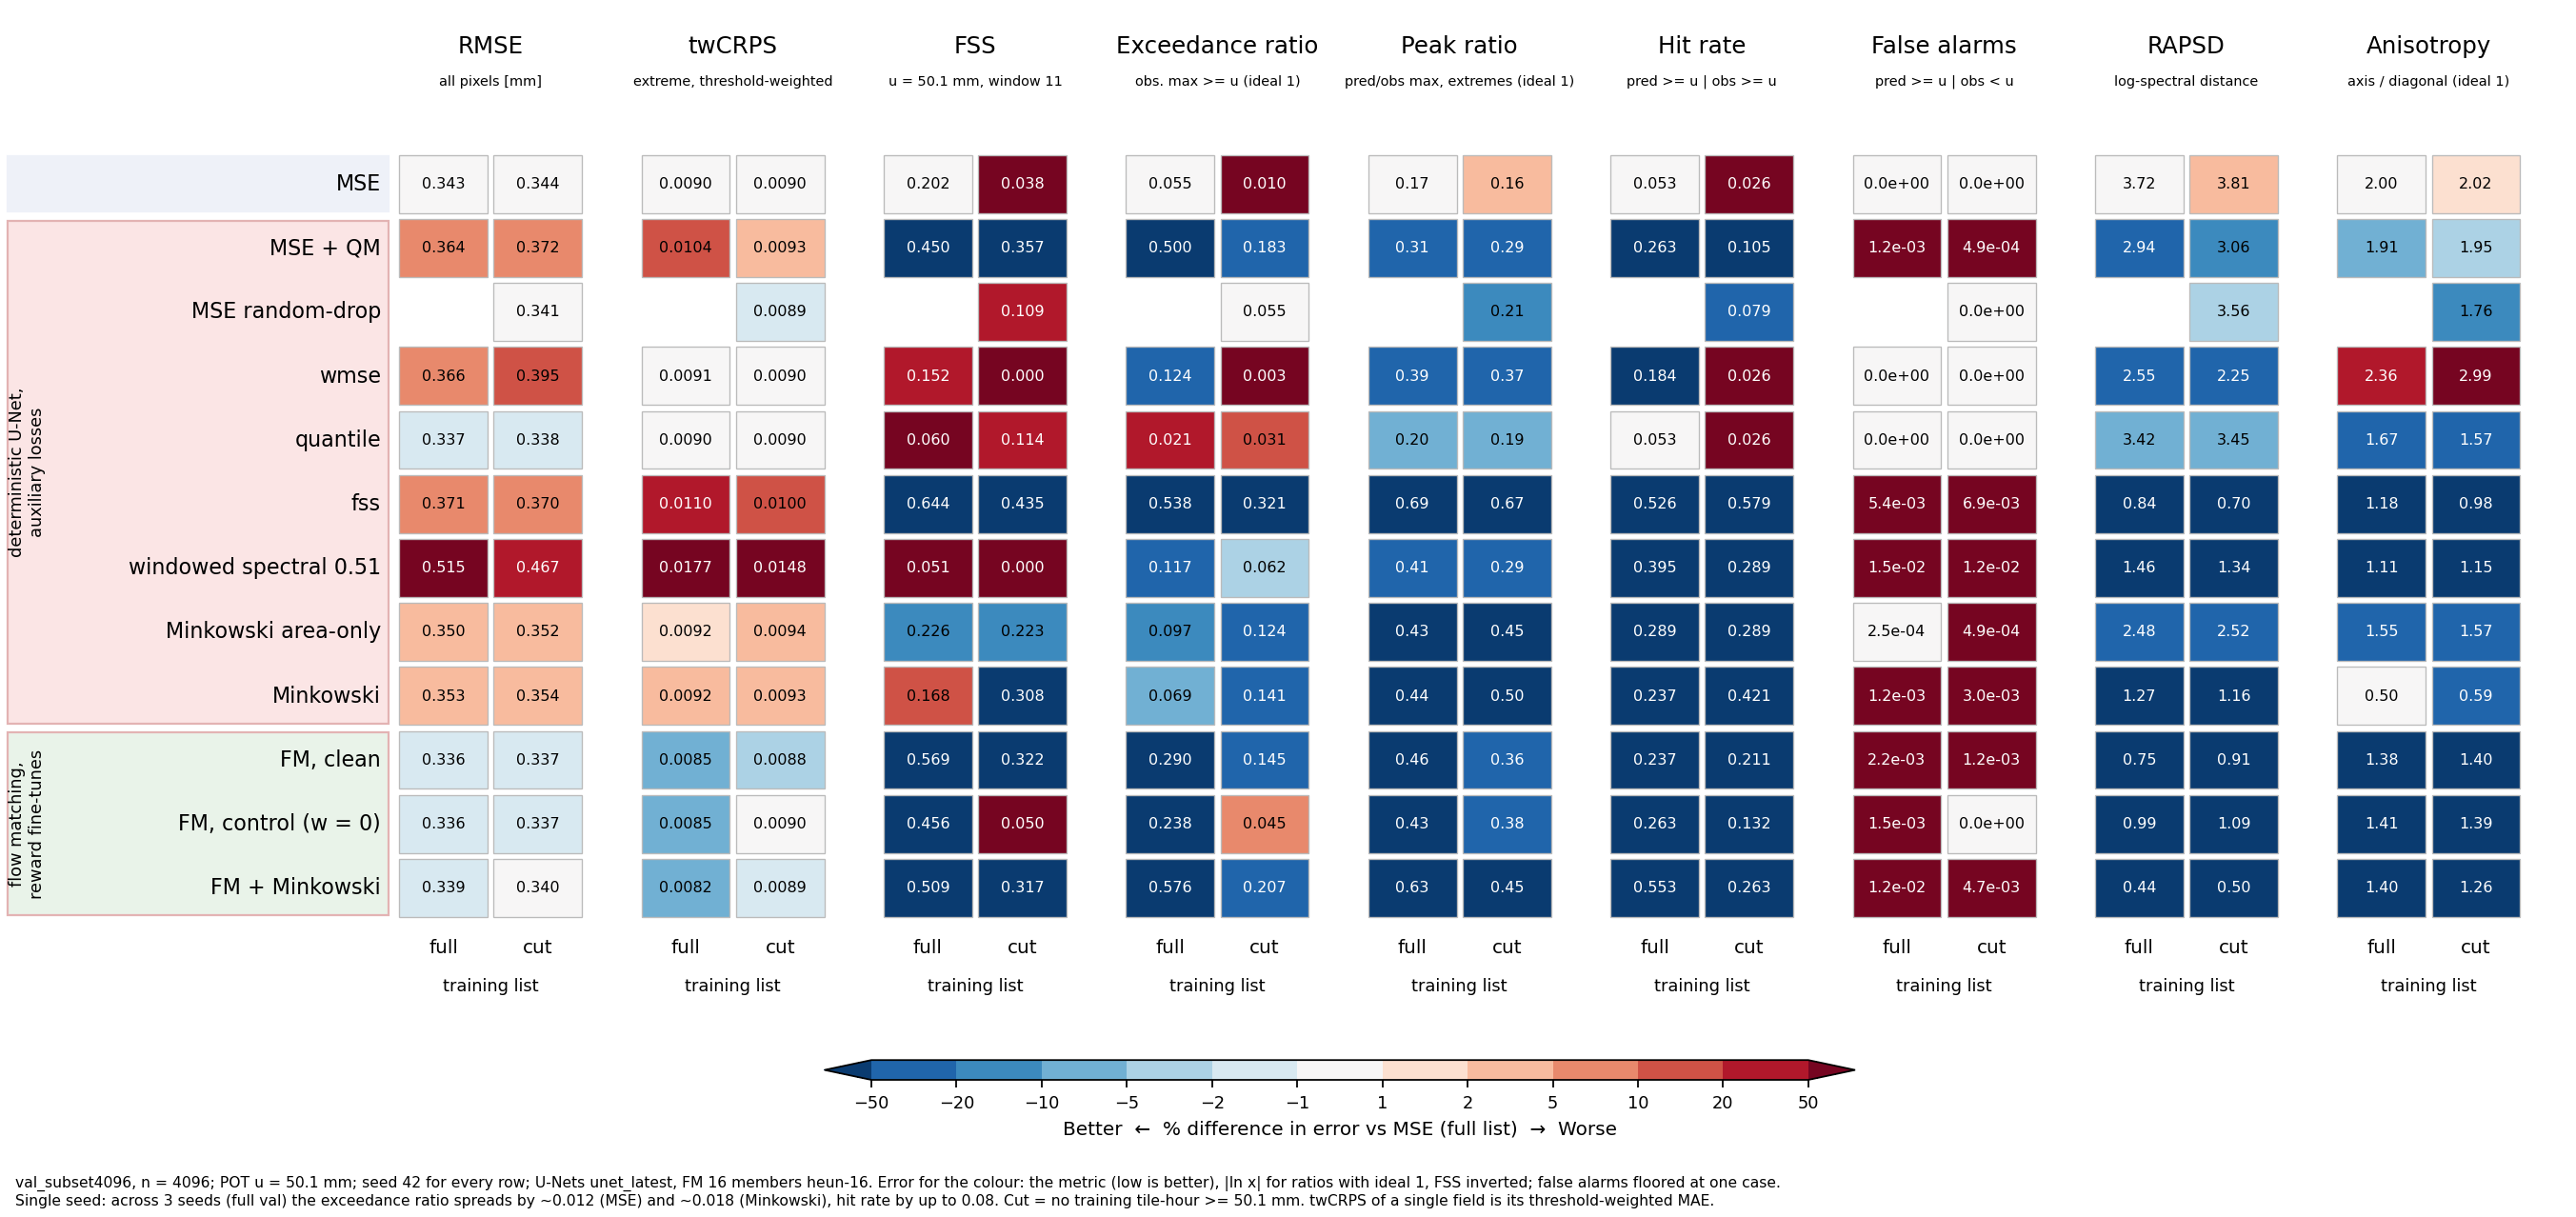 RMSE twCRPS FSS Exceedance ratio Peak ratio Hit rate False alarms RAPSD Anisotropy
all pixels [mm] extreme, threshold-weighted u = 50.1 mm, window 11 obs. max >= u (ideal 1) pred/obs max, extremes (ideal 1) pred >= u | obs >= u pred >= u | obs < u log-spectral distance axis / diagonal (ideal 1)
MSE 0.343 0.344 0.0090 0.0090 0.202 0.038 0.055 0.010 0.17 0.16 0.053 0.026 0.0e+00 0.0e+00 3.72 3.81 2.00 2.02
deterministic U-Net,
auxiliary losses
MSE + QM 0.364 0.372 0.0104 0.0093 0.450 0.357 0.500 0.183 0.31 0.29 0.263 0.105 1.2e-03 4.9e-04 2.94 3.06 1.91 1.95
MSE random-drop 0.341 0.0089 0.109 0.055 0.21 0.079 0.0e+00 3.56 1.76
wmse 0.366 0.395 0.0091 0.0090 0.152 0.000 0.124 0.003 0.39 0.37 0.184 0.026 0.0e+00 0.0e+00 2.55 2.25 2.36 2.99
quantile 0.337 0.338 0.0090 0.0090 0.060 0.114 0.021 0.031 0.20 0.19 0.053 0.026 0.0e+00 0.0e+00 3.42 3.45 1.67 1.57
fss 0.371 0.370 0.0110 0.0100 0.644 0.435 0.538 0.321 0.69 0.67 0.526 0.579 5.4e-03 6.9e-03 0.84 0.70 1.18 0.98
windowed spectral 0.51 0.515 0.467 0.0177 0.0148 0.051 0.000 0.117 0.062 0.41 0.29 0.395 0.289 1.5e-02 1.2e-02 1.46 1.34 1.11 1.15
Minkowski area-only 0.350 0.352 0.0092 0.0094 0.226 0.223 0.097 0.124 0.43 0.45 0.289 0.289 2.5e-04 4.9e-04 2.48 2.52 1.55 1.57
Minkowski 0.353 0.354 0.0092 0.0093 0.168 0.308 0.069 0.141 0.44 0.50 0.237 0.421 1.2e-03 3.0e-03 1.27 1.16 0.50 0.59
flow matching,
reward fine-tunes
FM, clean 0.336 0.337 0.0085 0.0088 0.569 0.322 0.290 0.145 0.46 0.36 0.237 0.211 2.2e-03 1.2e-03 0.75 0.91 1.38 1.40
FM, control (w = 0) 0.336 0.337 0.0085 0.0090 0.456 0.050 0.238 0.045 0.43 0.38 0.263 0.132 1.5e-03 0.0e+00 0.99 1.09 1.41 1.39
FM + Minkowski 0.339 0.340 0.0082 0.0089 0.509 0.317 0.576 0.207 0.63 0.45 0.553 0.263 1.2e-02 4.7e-03 0.44 0.50 1.40 1.26
full cut full cut full cut full cut full cut full cut full cut full cut full cut
training list training list training list training list training list training list training list training list training list
−50 −20 −10 −5 −2 −1 1 2 5 10 20 50
Better ← % difference in error vs MSE (full list) → Worse
val_subset4096, n = 4096; POT u = 50.1 mm; seed 42 for every row; U-Nets unet_latest, FM 16 members heun-16. Error for the colour: the metric (low is better), |ln x| for ratios with ideal 1, FSS inverted; false alarms floored at one case.
Single seed: across 3 seeds (full val) the exceedance ratio spreads by ~0.012 (MSE) and ~0.018 (Minkowski), hit rate by up to 0.08. Cut = no training tile-hour >= 50.1 mm. twCRPS of a single field is its threshold-weighted MAE.